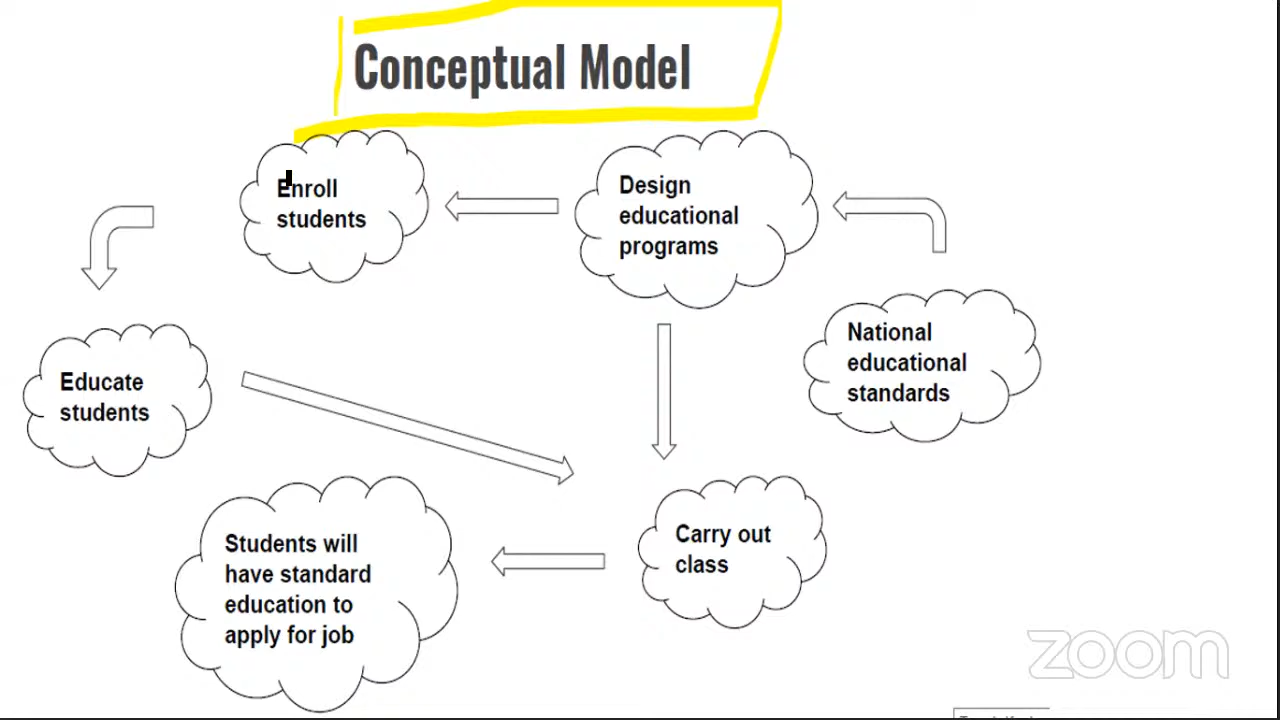 Conceptual Model
Enroll
students
Design
educational
programs
National
educational
standards
Educate
students
Students will
have standard
education to
apply for job
Carry out
class
zoom